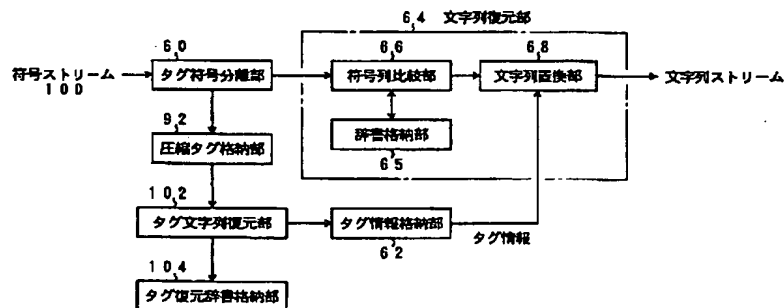 64 文字列復元部
60
66
68
符号ストリーム
100
タグ符号分離部
符号列比較部
文字列置換部
文字列ストリーム
92
圧縮タグ格納部
辞書格納部
65
102
タグ文字列復元部
タグ情報格納部
62
タグ情報
104
タグ復元辞書格納部